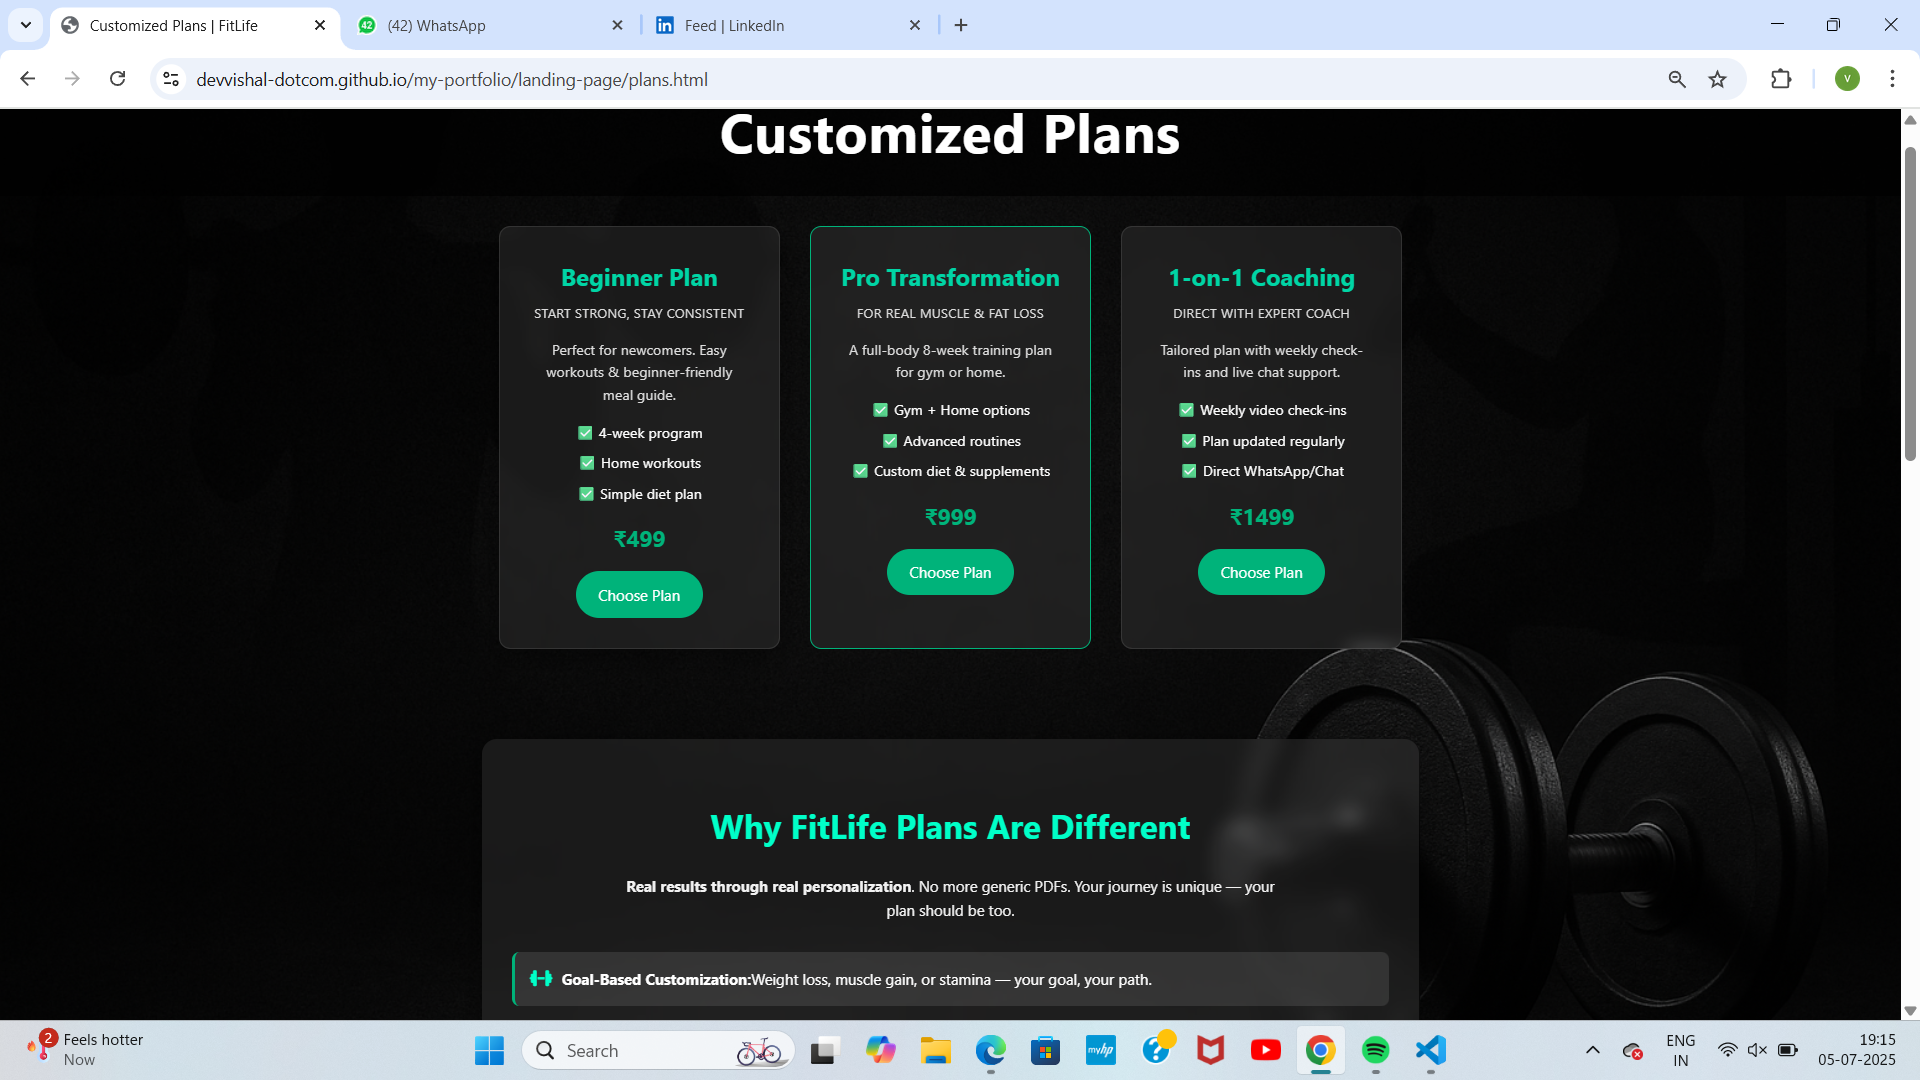 Customized Plans | FitLife
42
(42) WhatsApp
in
Feed | LinkedIn
devvishal-dotcom.github.io/my-portfolio/landing-page/plans.html
V
Customized Plans
Beginner Plan
START STRONG, STAY CONSISTENT
Perfect for newcomers. Easy
workouts & beginner-friendly
meal guide.
✅ 4-week program
✅ Home workouts
✅ Simple diet plan
₹499
Choose Plan
Pro Transformation
FOR REAL MUSCLE & FAT LOSS
A full-body 8-week training plan
for gym or home.
✅ Gym + Home options
✅ Advanced routines
✅ Custom diet & supplements
₹999
Choose Plan
1-on-1 Coaching
DIRECT WITH EXPERT COACH
Tailored plan with weekly check-
ins and live chat support.
✅ Weekly video check-ins
✅ Plan updated regularly
✅ Direct WhatsApp/Chat
₹1499
Choose Plan
Why FitLife Plans Are Different
Real results through real personalization. No more generic PDFs. Your journey is unique — your
plan should be too.
Goal-Based Customization:Weight loss, muscle gain, or stamina — your goal, your path.
2
Feels hotter
Now
Search
myhp
?
ENG
IN
19:15
05-07-2025